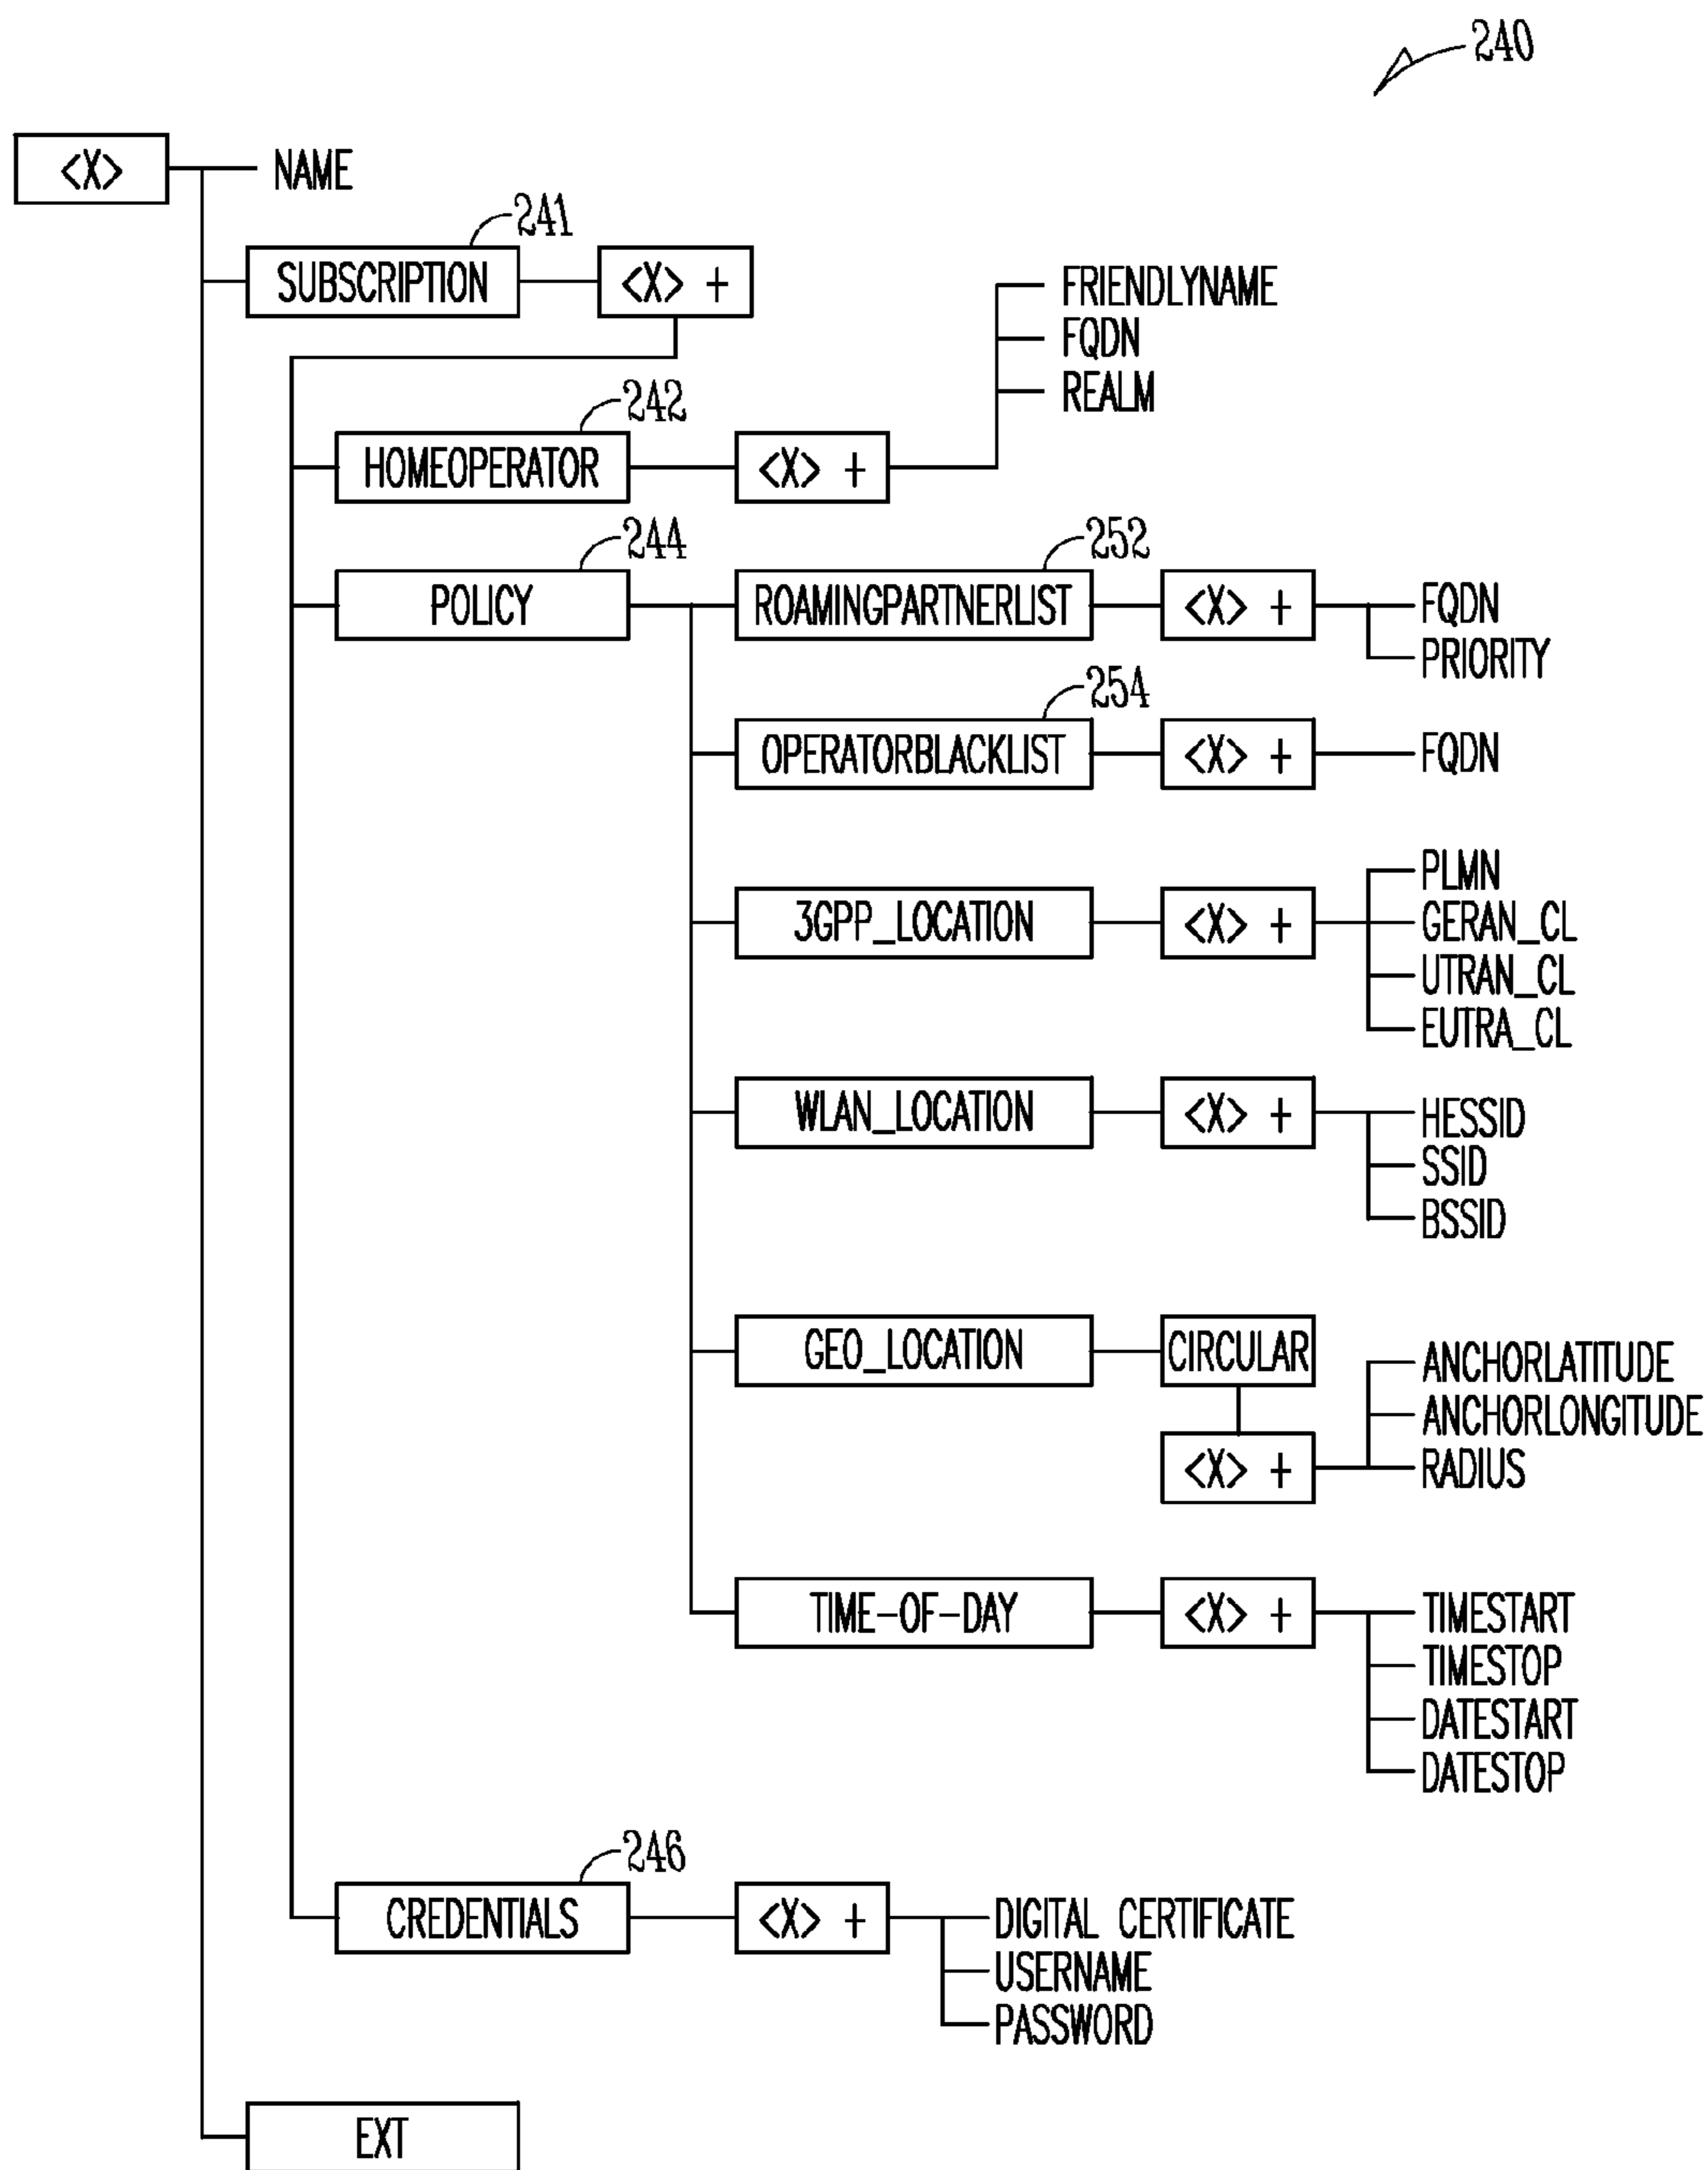 240
<X>
NAME
241
SUBSCRIPTION
<X> +
FRIENDLYNAME
FQDN
REALM
242
HOMEOPERATOR
<X> +
244
POLICY
252
ROAMINGPARTNERLIST
<X> +
FQDN
PRIORITY
254
OPERATORBLACKLIST
<X> +
FQDN
3GPP_LOCATION
<X> +
PLMN
GERAN_CL
UTRAN_CL
EUTRA_CL
WLAN_LOCATION
<X> +
HESSID
SSID
BSSID
GEO_LOCATION
CIRCULAR
<X> +
ANCHORLATITUDE
ANCHORLONGITUDE
RADIUS
TIME-OF-DAY
<X> +
TIMESTART
TIMESTOP
DATESTART
DATESTOP
246
CREDENTIALS
<X> +
DIGITAL CERTIFICATE
USERNAME
PASSWORD
EXT